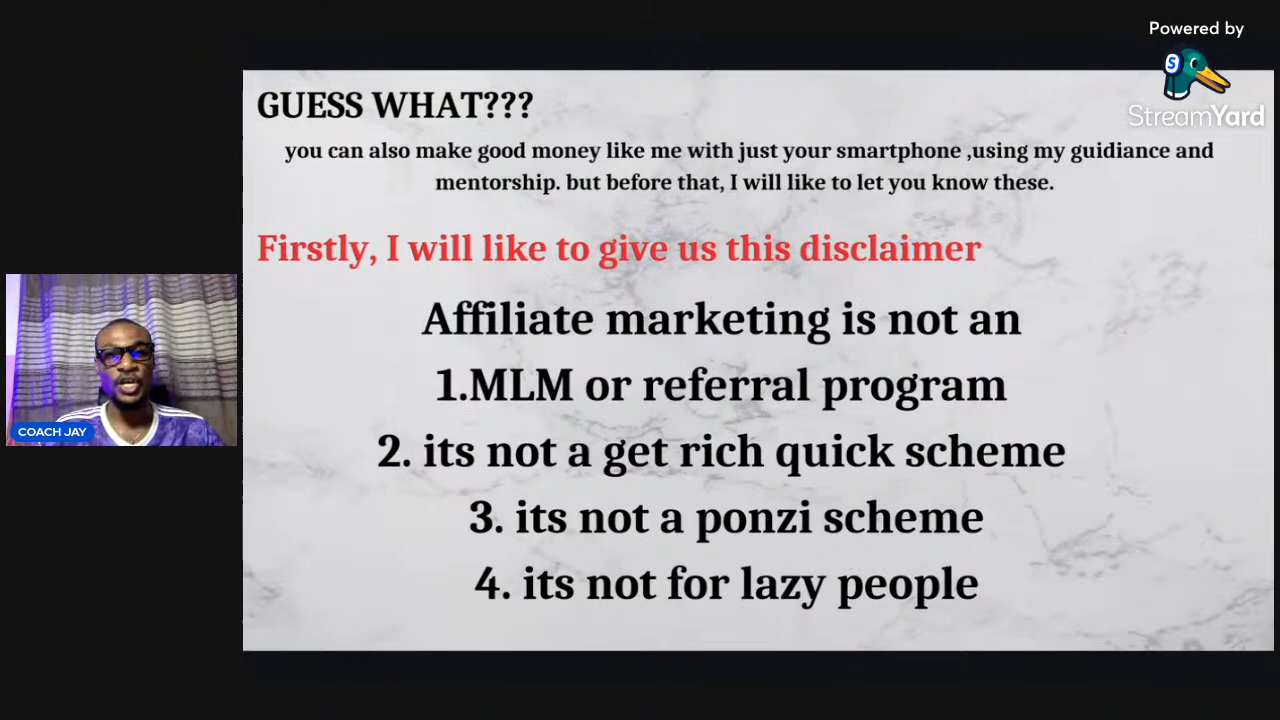 Powered by
S
StreamYard
GUESS WHAT???
you can also make good money like me with just your smartphone ,using my guidiance and
mentorship. but before that, I will like to let you know these.
Firstly, I will like to give us this disclaimer
Affiliate marketing is not an
1.MLM or referral program
2. its not a get rich quick scheme
3. its not a ponzi scheme
4. its not for lazy people
COACH JAY